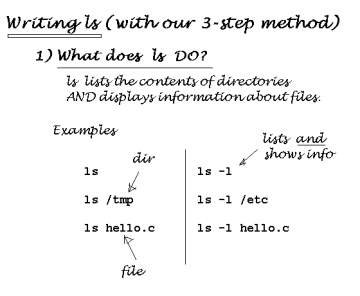 Writing ls (with our 3-step method)
1) What does ls DO?
ls lists the contents of directories
AND displays information about files.
Examples
lists and
shows info
dir
ls
ls -l
ls /tmp
ls -l /etc
ls hello.c
ls -l hello.c
file